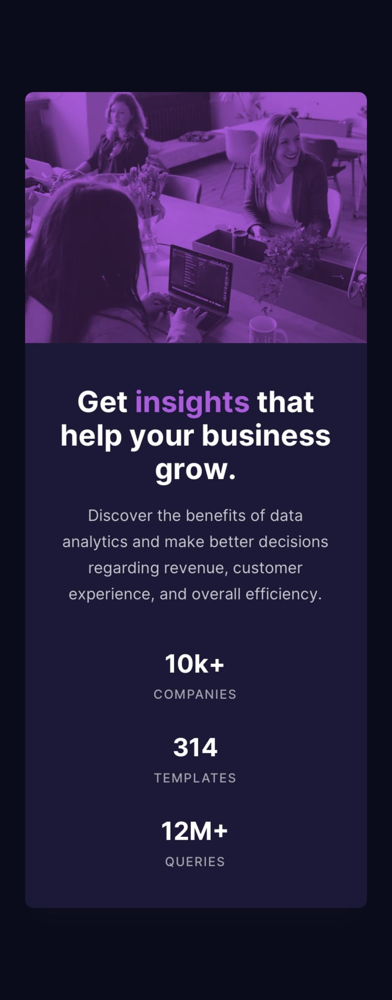 Get insights that
help your business
grow.
Discover the benefits of data
analytics and make better decisions
regarding revenue, customer
experience, and overall efficiency.
10k+
COMPANIES
314
TEMPLATES
12M+
QUERIES